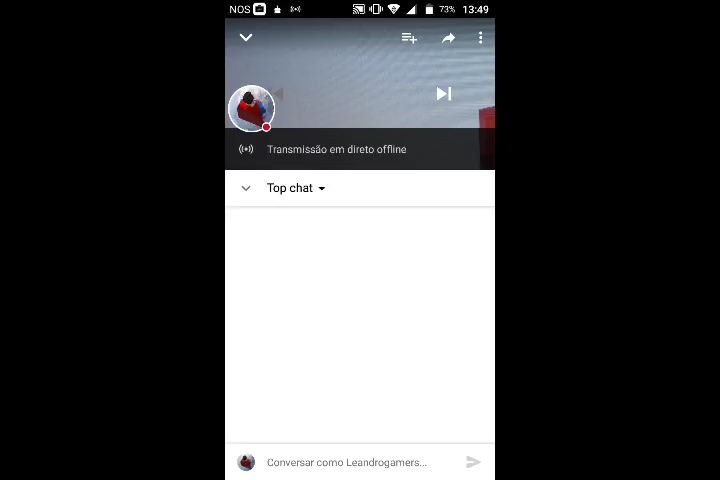 NOS 73% 13:49
Transmissão em direto offline
Top chat
Conversar como Leandrogamers...